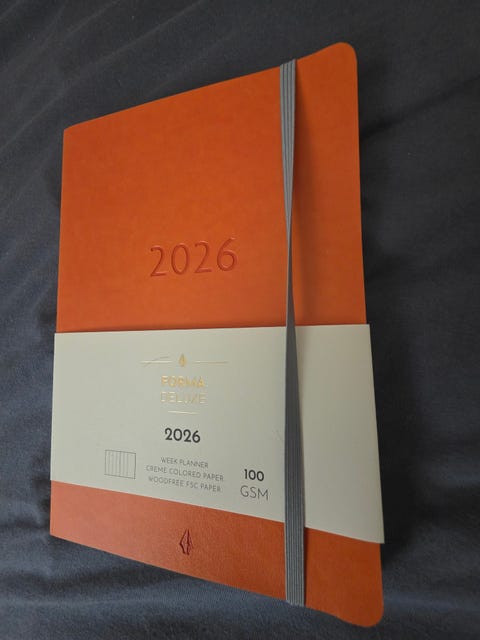 2026
FORMA
DELUXE
2026
WEEK PLANNER
CREME COLORED PAPER
WOODFREE FSC PAPER
100
GSM